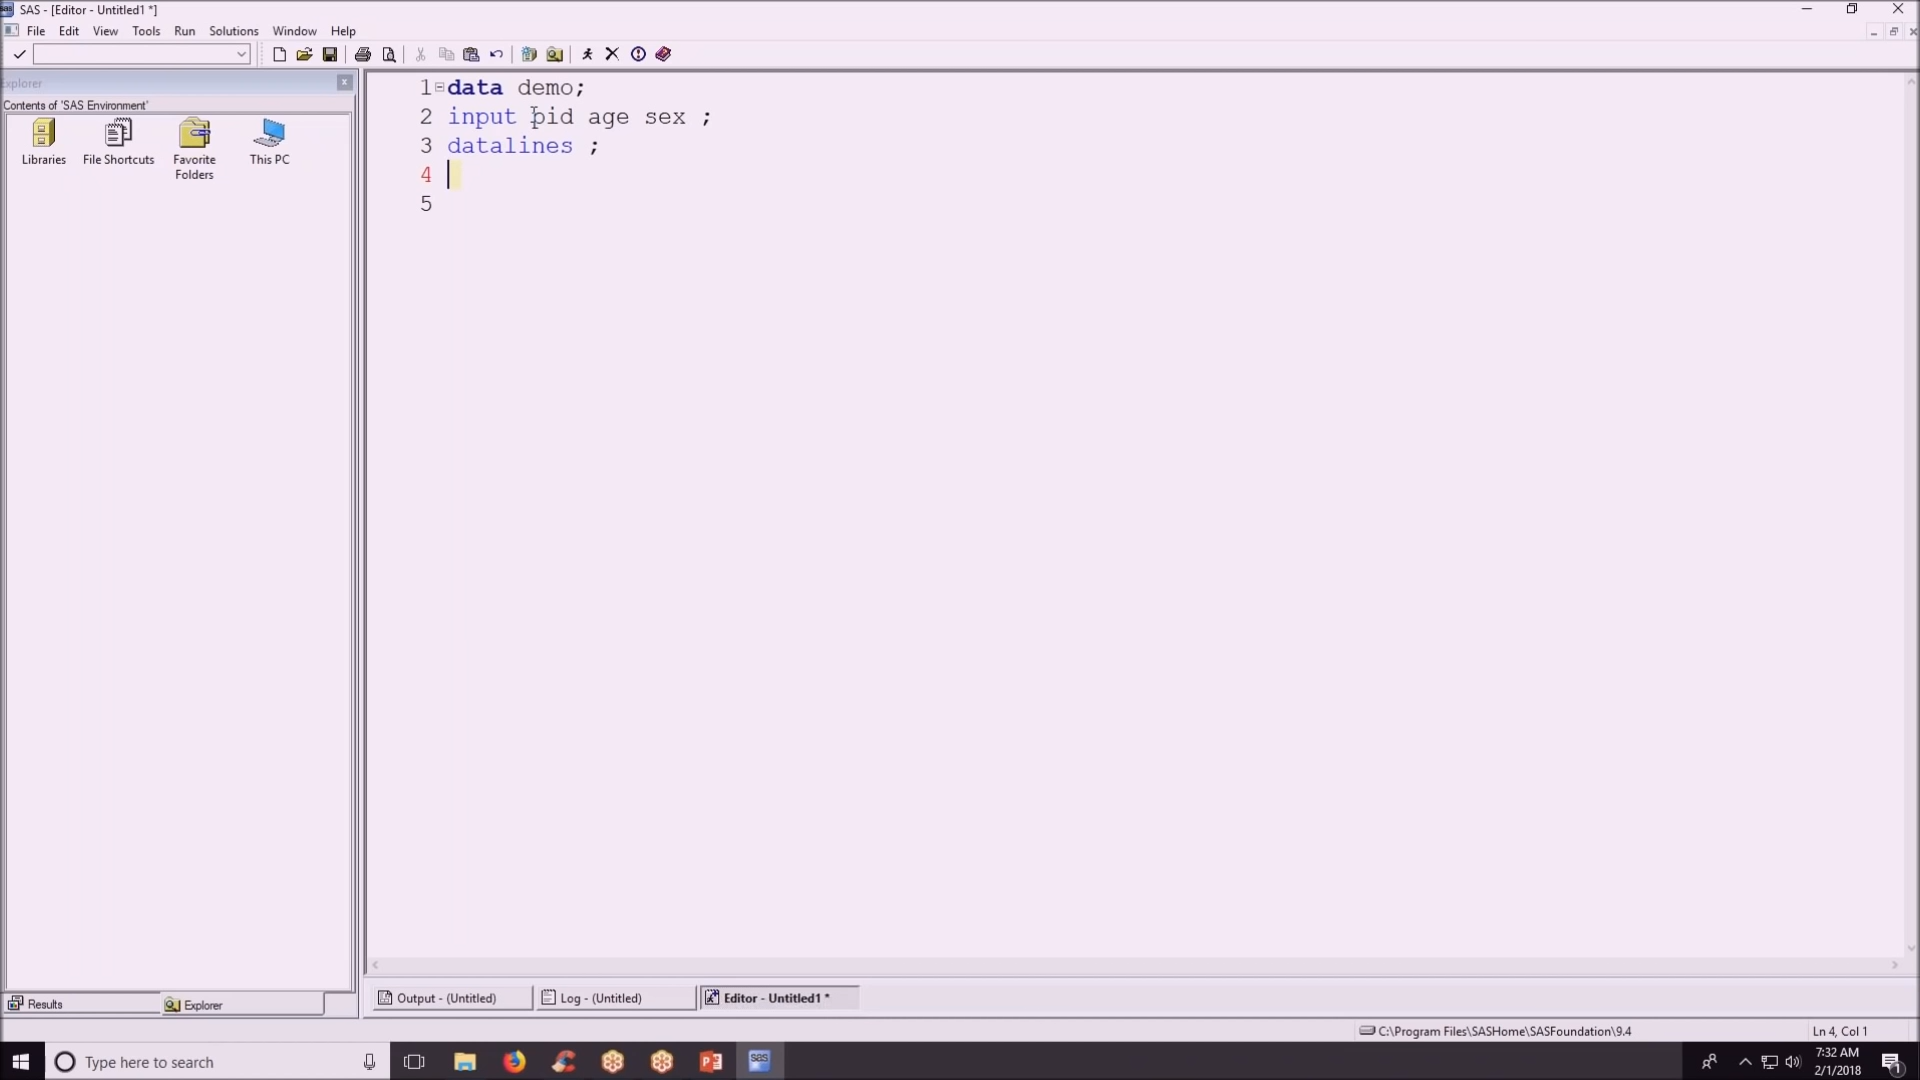 SAS - [Editor - Untitled1 *]
File Edit View Tools Run Solutions Window Help
Explorer
Contents of 'SAS Environment'
Libraries File Shortcuts Favorite Folders This PC
1 data demo;
2 input pid age sex ;
3 datalines ;
4
5
Results Explorer
Output - (Untitled) Log - (Untitled) Editor - Untitled1 *
C:\Program Files\SASHome\SASFoundation\9.4 Ln 4, Col 1
Type here to search
7:32 AM
2/1/2018
1